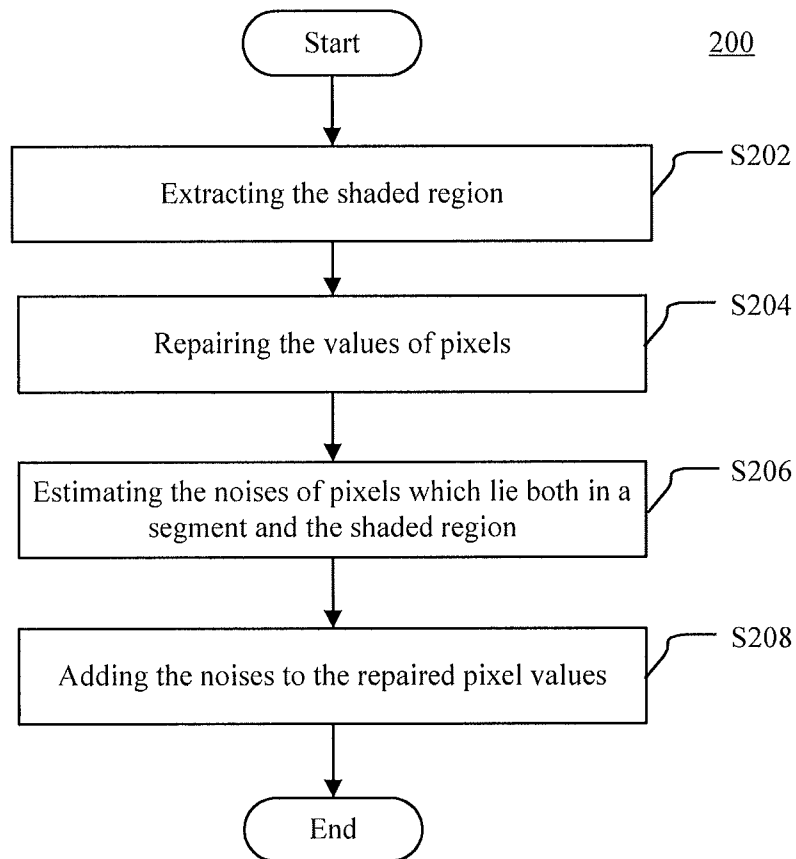 Start
200
Extracting the shaded region
S202
Repairing the values of pixels
S204
Estimating the noises of pixels which lie both in a
segment and the shaded region
S206
Adding the noises to the repaired pixel values
S208
End